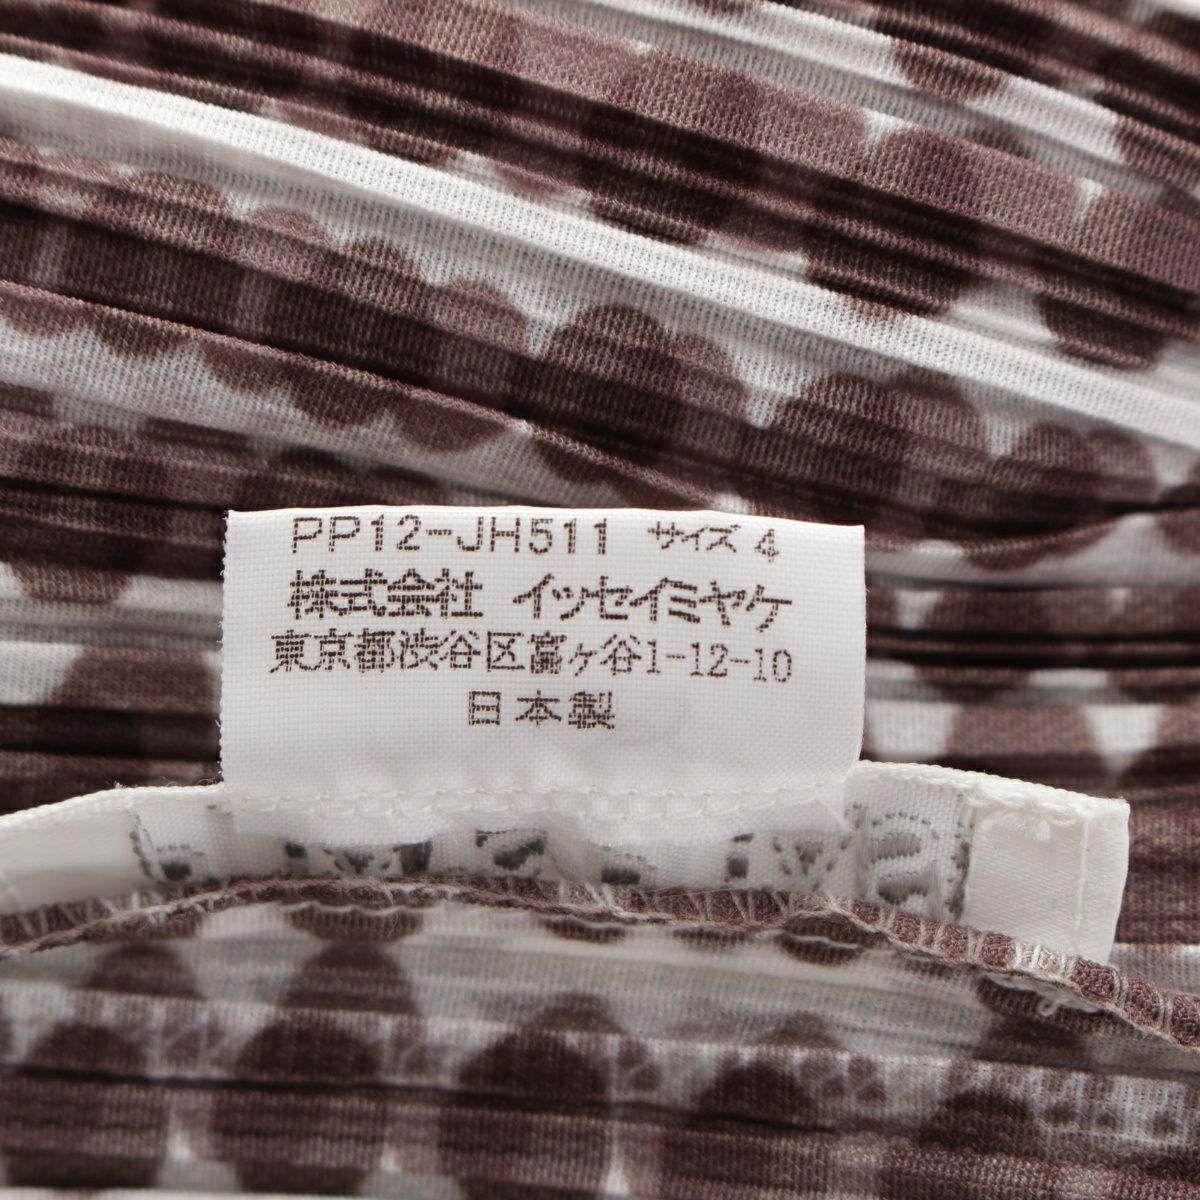 PP12-JH511 サイズ 4
株式会社 イッセイミヤケ
東京都渋谷区富ヶ谷1-12-10
日本製